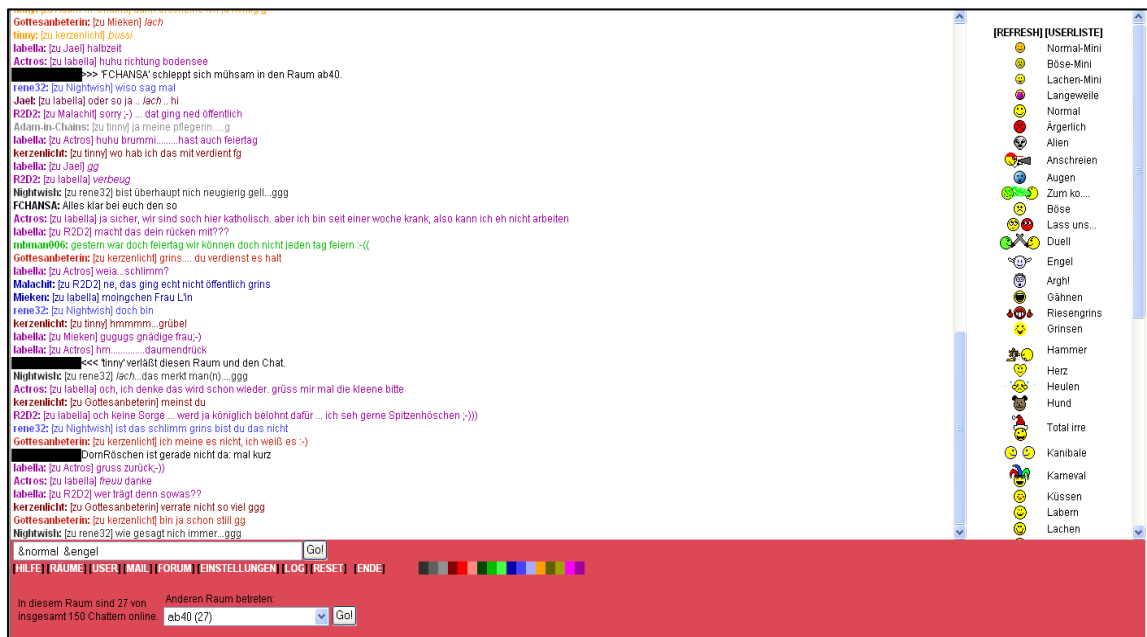 Gottesanbeterin: [zu Mieken] lach
tinny: [zu kerzenlicht] bussi
labella: [zu Jael] halbzeit
Actros: [zu labella] huhu richtung bodensee
>>> 'FCHANSA' schleppt sich mühsam in den Raum ab40.
rene32: [zu Nightwish] wiso sag mal
Jael: [zu labella] oder so ja .. lach .. hi
R2D2: [zu Malachit] sorry ;-) ... dat ging ned öffentlich
Adam-in-Chains: [zu tinny] ja meine pflegerin.....g
labella: [zu Actros] huhu brummi.........hast auch feiertag
kerzenlicht: [zu tinny] wo hab ich das mit verdient fg
labella: [zu Jael] gg
R2D2: [zu labella] verbeug
Nightwish: [zu rene32] bist überhaupt nich neugierig gell...ggg
FCHANSA: Alles klar bei euch den so
Actros: [zu labella] ja sicher, wir sind soch hier katholisch. aber ich bin seit einer woche krank, also kann ich eh nicht arbeiten
labella: [zu R2D2] macht das dein rücken mit???
mbman006: gestern war doch feiertag wir können doch nicht jeden tag feiern :-((
Gottesanbeterin: [zu kerzenlicht] grins.... du verdienst es halt
labella: [zu Actros] weia...schlimm?
Malachit: [zu R2D2] ne, das ging echt nicht öffentlich grins
Mieken: [zu labella] moingchen Frau L'in
rene32: [zu Nightwish] doch bin
kerzenlicht: [zu tinny] hmmmm...grübel
labella: [zu Mieken] gugugs gnädige frau;-)
labella: [zu Actros] hm..............daumendrück
<<< 'tinny' verläßt diesen Raum und den Chat.
Nightwish: [zu rene32] lach...das merkt man(n)....ggg
Actros: [zu labella] och, ich denke das wird schon wieder. grüss mir mal die kleene bitte
kerzenlicht: [zu Gottesanbeterin] meinst du
R2D2: [zu labella] och keine Sorge ... werd ja königlich belohnt dafür ... ich seh gerne Spitzenhöschen ;-)))
rene32: [zu Nightwish] ist das schlimm grins bist du das nicht
Gottesanbeterin: [zu kerzenlicht] ich meine es nicht, ich weiß es :-)
DornRöschen ist gerade nicht da: mal kurz
labella: [zu Actros] gruss zurück;-))
Actros: [zu labella] freuu danke
labella: [zu R2D2] wer trägt denn sowas??
kerzenlicht: [zu Gottesanbeterin] verrate nicht so viel ggg
Gottesanbeterin: [zu kerzenlicht] bin ja schon still gg
Nightwish: [zu rene32] wie gesagt nich immer...ggg
[REFRESH] [USERLISTE]
Normal-Mini
Böse-Mini
Lachen-Mini
Langeweile
Normal
Ärgerlich
Alien
Anschreien
Augen
Zum ko....
Böse
Lass uns...
Duell
Engel
Argh!
Gähnen
Riesengrins
Grinsen
Hammer
Herz
Heulen
Hund
Total irre
Kanibale
Karneval
Küssen
Labern
Lachen
&normal &engel Go!
[HILFE] [RÄUME] [USER] [MAIL] [FORUM] [EINSTELLUNGEN] [LOG] [RESET] [ENDE]
In diesem Raum sind 27 von
insgesamt 150 Chattern online.
Anderen Raum betreten:
ab40 (27) Go!